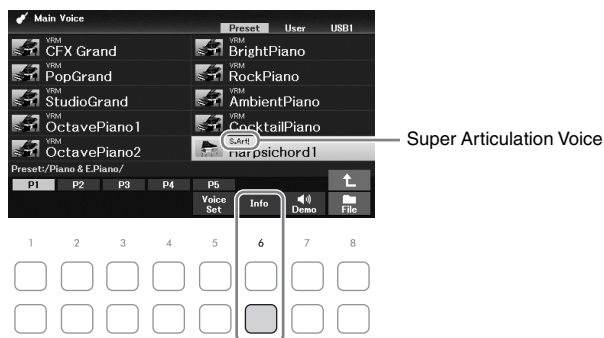 Main Voice
Preset User USB1
VRM
CFX Grand
VRM
BrightPiano
VRM
PopGrand
VRM
RockPiano
VRM
StudioGrand
VRM
AmbientPiano
VRM
OctavePiano1
VRM
CocktailPiano
VRM
OctavePiano2
S.Art!
Harpsichord1
Super Articulation Voice
Preset:/Piano & E.Piano/
P1 P2 P3 P4 P5
Voice Set
Info
Demo
File
1 2 3 4 5 6 7 8